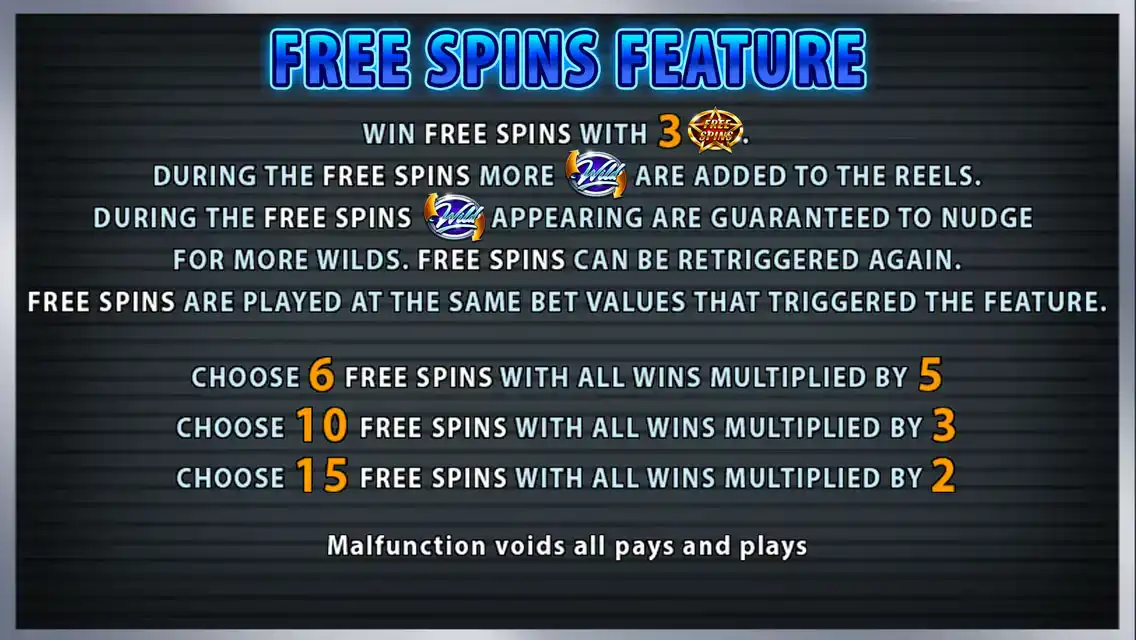 FREE SPINS FEATURE
WIN FREE SPINS WITH 3 FREE SPINS.
DURING THE FREE SPINS MORE Wild ARE ADDED TO THE REELS.
DURING THE FREE SPINS Wild APPEARING ARE GUARANTEED TO NUDGE
FOR MORE WILDS. FREE SPINS CAN BE RETRIGGERED AGAIN.
FREE SPINS ARE PLAYED AT THE SAME BET VALUES THAT TRIGGERED THE FEATURE.
CHOOSE 6 FREE SPINS WITH ALL WINS MULTIPLIED BY 5
CHOOSE 10 FREE SPINS WITH ALL WINS MULTIPLIED BY 3
CHOOSE 15 FREE SPINS WITH ALL WINS MULTIPLIED BY 2
Malfunction voids all pays and plays